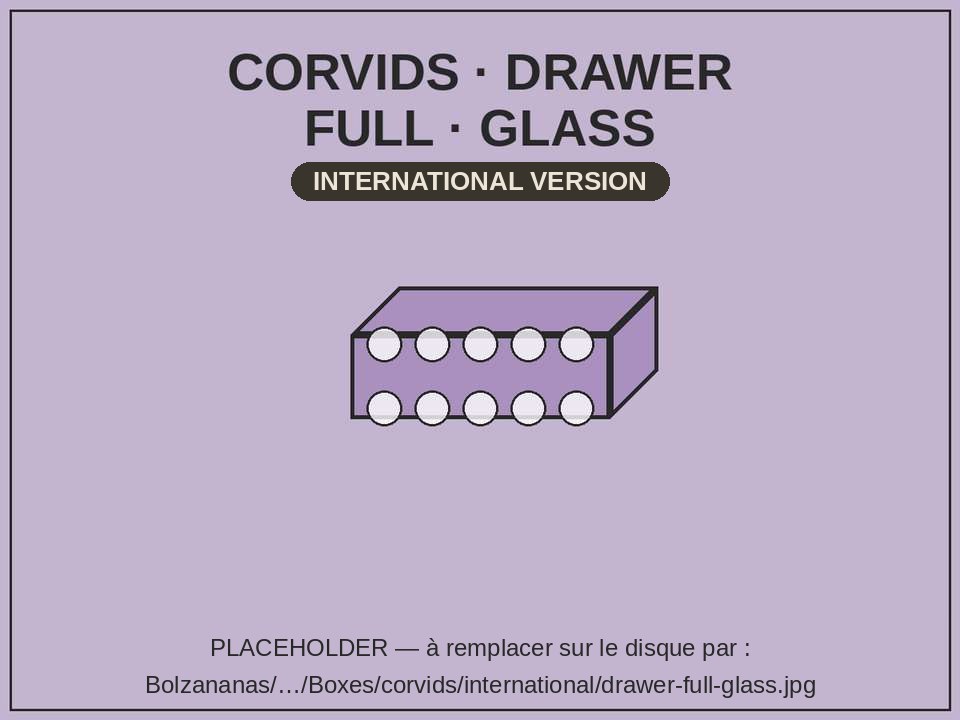 CORVIDS · DRAWER
FULL · GLASS
INTERNATIONAL VERSION
PLACEHOLDER — à remplacer sur le disque par :
Bolzananas/…/Boxes/corvids/international/drawer-full-glass.jpg